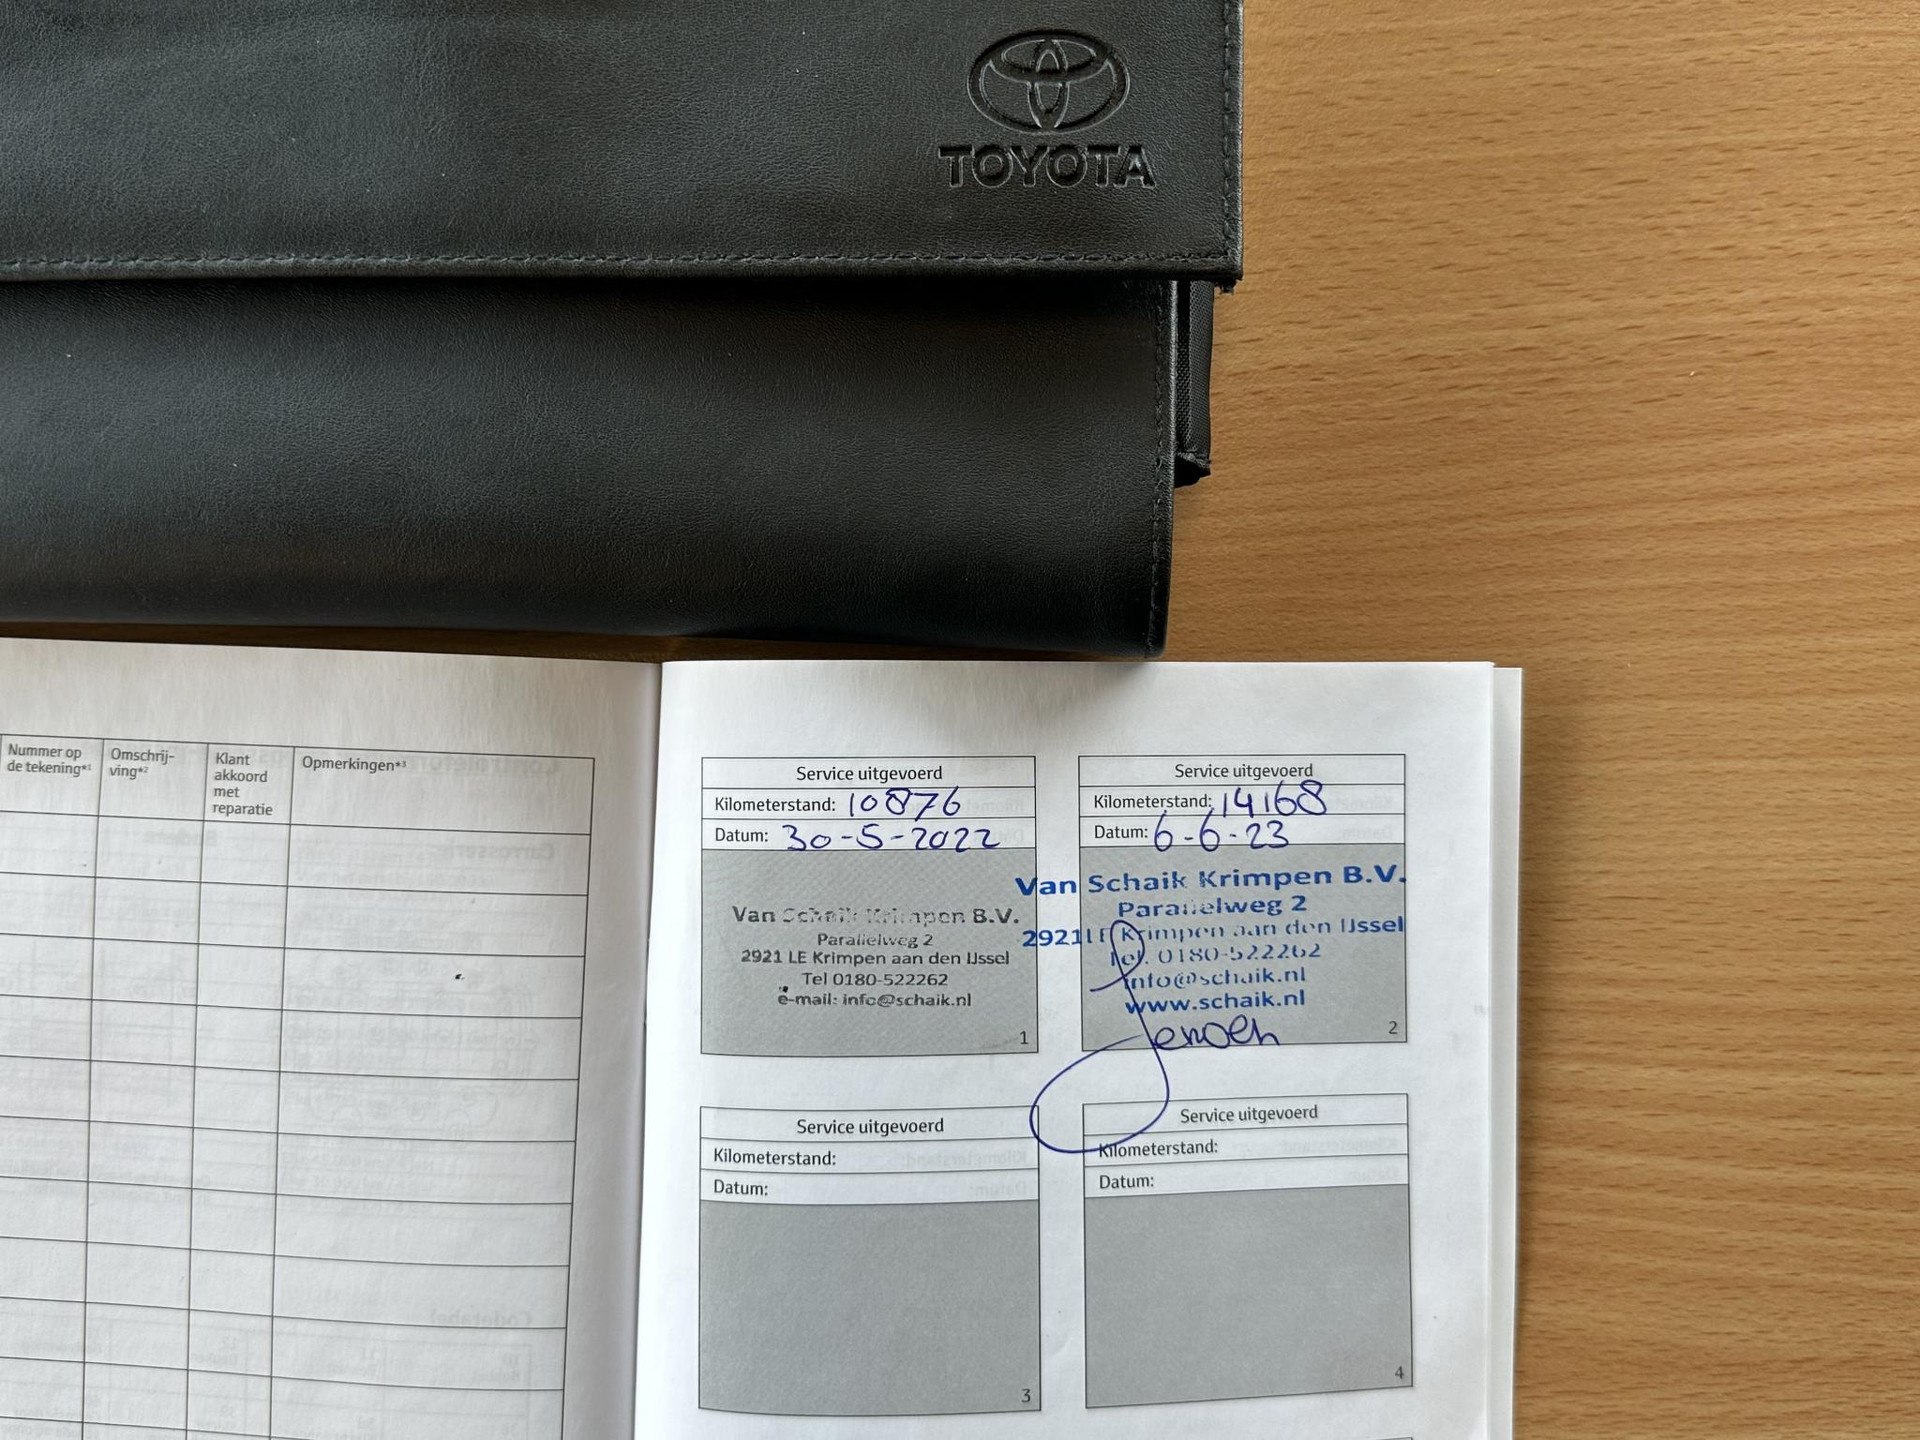 TOYOTA
Nummer op
de tekening*1
Omschrij-
ving*2
Klant
akkoord
met
reparatie
Opmerkingen*3
Service uitgevoerd
Kilometerstand: 10876
Datum: 30-5-2022
Van Schaik Krimpen B.V.
Parallelweg 2
2921 LE Krimpen aan den IJssel
Tel 0180-522262
e-mail: info@schaik.nl
1
Service uitgevoerd
Kilometerstand: 14168
Datum: 6-6-23
Van Schaik Krimpen B.V.
Parallelweg 2
2921 LE Krimpen aan den IJssel
Tel. 0180-522262
info@schaik.nl
www.schaik.nl
Jeroen
2
Service uitgevoerd
Kilometerstand:
Datum:
3
Service uitgevoerd
Kilometerstand:
Datum:
4